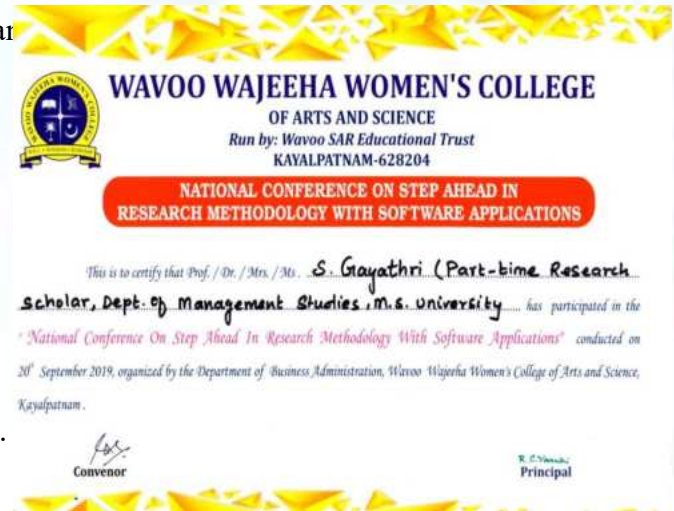 ar
WAVOO WAJEEHA WOMEN'S COLLEGE
OF ARTS AND SCIENCE
Run by: Wavoo SAR Educational Trust
KAYALPATNAM-628204
NATIONAL CONFERENCE ON STEP AHEAD IN
RESEARCH METHODOLOGY WITH SOFTWARE APPLICATIONS
This is to certify that Prof. / Dr. / Mrs. / Ms. S. Gayathri (Part-time Research
Scholar, Dept. of Management Studies, M.S. University has participated in the
"National Conference On Step Ahead In Research Methodology With Software Applications" conducted on
20th September 2019, organized by the Department of Business Administration, Wavoo Wajeeha Women's College of Arts and Science,
Kayalpatnam.
Convenor
Principal